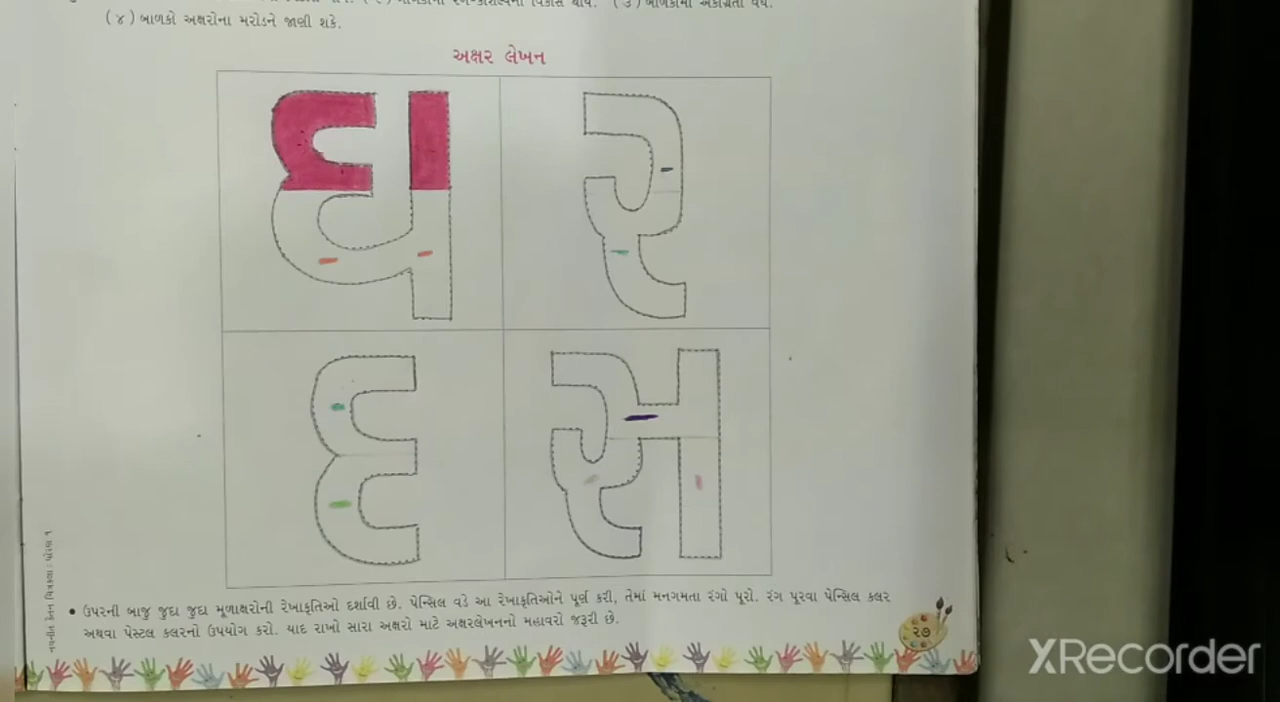 (૪) બાળકો અક્ષરોના મરોડને જાણી શકે.
અક્ષર લેખન
ઘ ર
દ સ
• ઉપરની બાજુ જુદા જુદા મૂળાક્ષરોની રેખાકૃતિઓ દર્શાવી છે. પેન્સિલ વડે આ રેખાકૃતિઓને પૂર્ણ કરી, તેમાં મનગમતા રંગો પૂરો. રંગ પૂરવા પેન્સિલ કલર
અથવા પેસ્ટલ કલરનો ઉપયોગ કરો. યાદ રાખો સારા અક્ષરો માટે અક્ષરલેખનનો મહાવરો જરૂરી છે.
૨૭
XRecorder